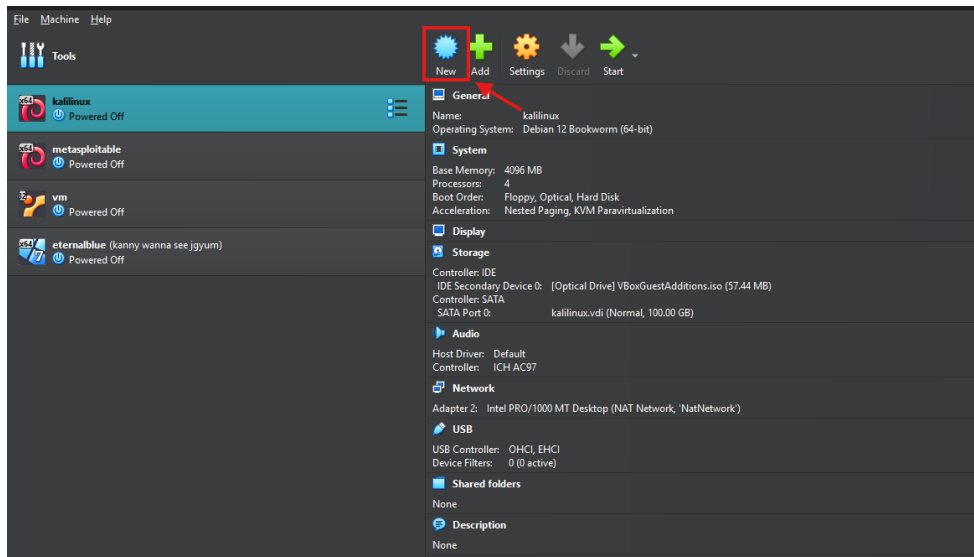 File Machine Help
Tools
New Add Settings Discard Start
x64
kalilinux
Powered Off
x64
metasploitable
Powered Off
vm
Powered Off
x64
7
eternalblue (kanny wanna see jgyum)
Powered Off
General
Name: kalilinux
Operating System: Debian 12 Bookworm (64-bit)
System
Base Memory: 4096 MB
Processors: 4
Boot Order: Floppy, Optical, Hard Disk
Acceleration: Nested Paging, KVM Paravirtualization
Display
Storage
Controller: IDE
IDE Secondary Device 0: [Optical Drive] VBoxGuestAdditions.iso (57.44 MB)
Controller: SATA
SATA Port 0: kalilinux.vdi (Normal, 100.00 GB)
Audio
Host Driver: Default
Controller: ICH AC97
Network
Adapter 2: Intel PRO/1000 MT Desktop (NAT Network, 'NatNetwork')
USB
USB Controller: OHCI, EHCI
Device Filters: 0 (0 active)
Shared folders
None
Description
None